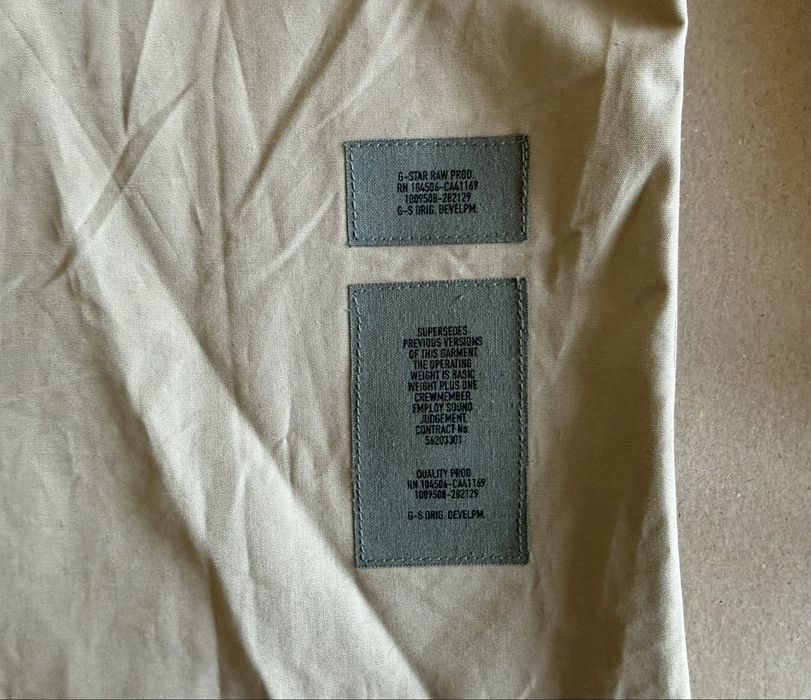 G-STAR RAW PROD.
RN 104506-CA41169
1009508-282129
G-S ORIG. DEVELPM.
SUPERSEDES
PREVIOUS VERSIONS
OF THIS GARMENT.
THE OPERATING
WEIGHT IS BASIC
WEIGHT PLUS ONE
CREWMEMBER.
EMPLOY SOUND
JUDGEMENT.
CONTRACT No.
56203301
QUALITY PROD.
RN 104506-CA41169
1009508-282129
G-S ORIG. DEVELPM.